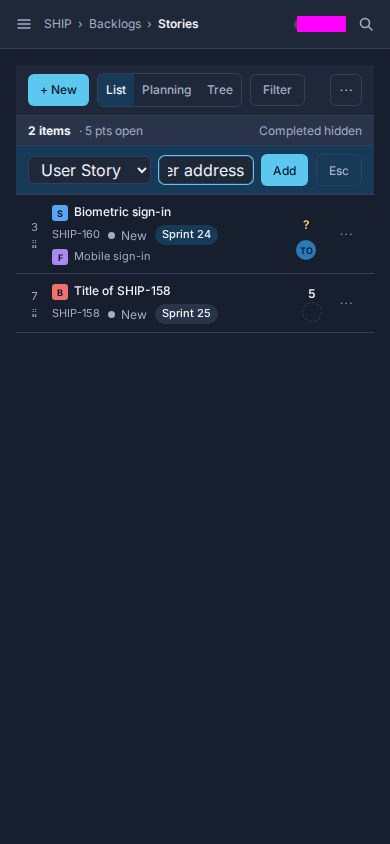 SHIP › Backlogs › Stories
+ New List Planning Tree Filter ...
2 items · 5 pts open Completed hidden
User Story er address Add Esc
3 S Biometric sign-in ?
SHIP-160 New Sprint 24 TO ...
F Mobile sign-in
7 B Title of SHIP-158 5
SHIP-158 New Sprint 25 ...